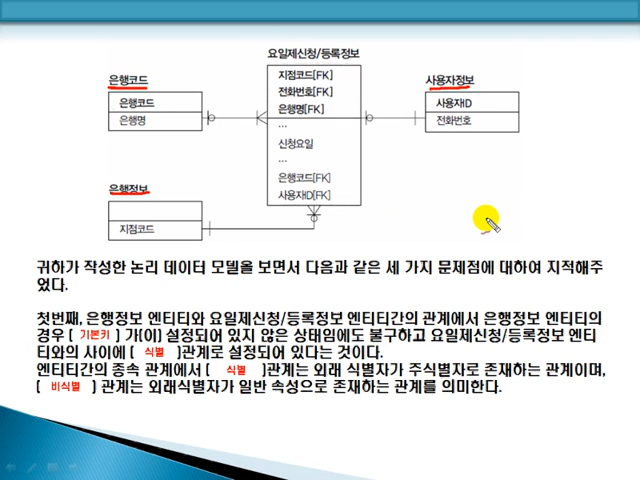 요일제신청/등록정보
은행코드
은행코드
은행명
지점코드[FK]
전화번호[FK]
은행명[FK]
...
신청요일
...
은행코드[FK]
사용자ID[FK]
사용자정보
사용자ID
전화번호
은행정보
지점코드
귀하가 작성한 논리 데이터 모델을 보면서 다음과 같은 세 가지 문제점에 대하여 지적해주
었다.
첫번째, 은행정보 엔티티와 요일제신청/등록정보 엔티티간의 관계에서 은행정보 엔티티의
경우 [ 기본키 ] 가(이) 설정되어 있지 않은 상태임에도 불구하고 요일제신청/등록정보 엔티
티와의 사이에 [ 식별 ]관계로 설정되어 있다는 것이다.
엔티티간의 종속 관계에서 [ 식별 ]관계는 외래 식별자가 주식별자로 존재하는 관계이며,
[ 비식별 ] 관계는 외래식별자가 일반 속성으로 존재하는 관계를 의미한다.